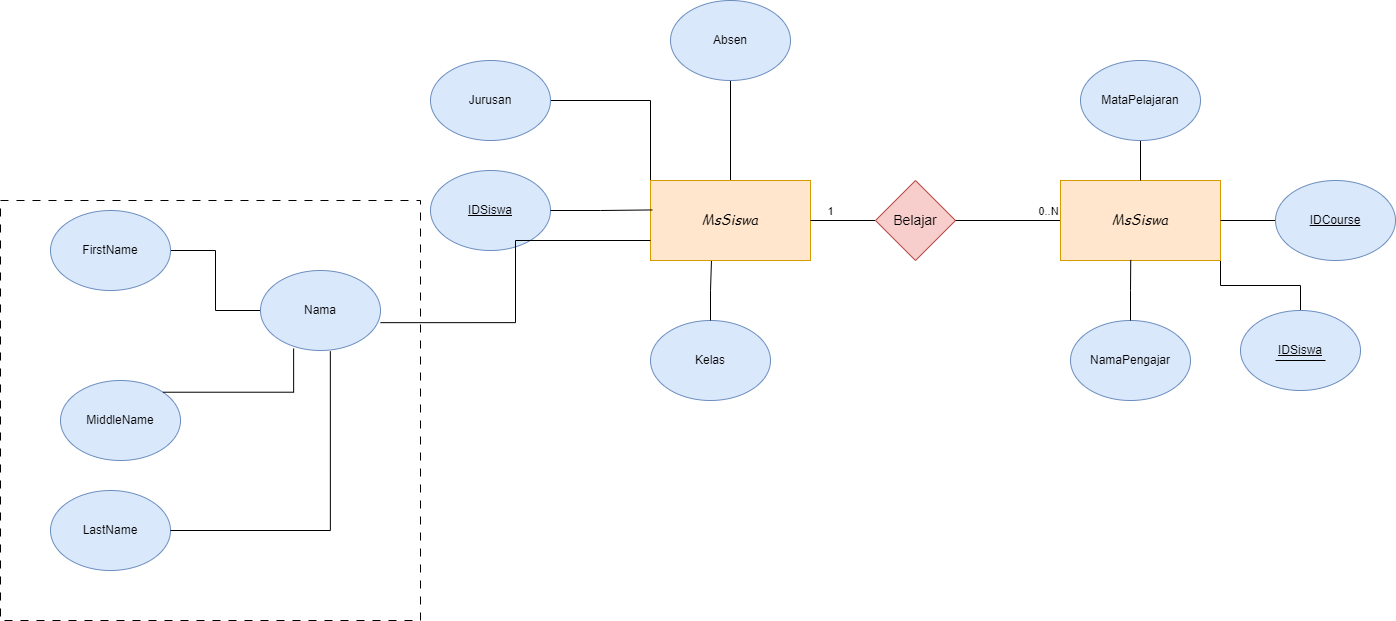 Absen
Jurusan
MataPelajaran
IDSiswa
MsSiswa
1
Belajar
0..N
MsSiswa
IDCourse
FirstName
Nama
Kelas
NamaPengajar
IDSiswa
MiddleName
LastName